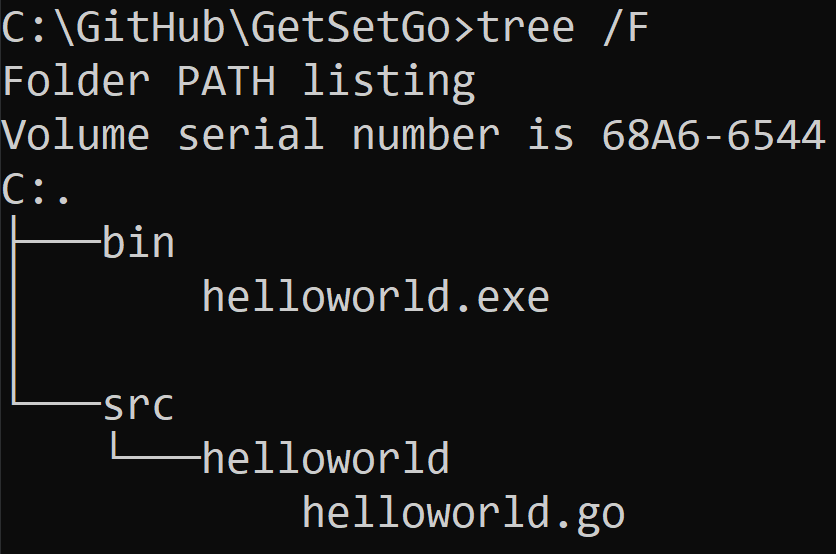 C:\GitHub\GetSetGo>tree /F
Folder PATH listing
Volume serial number is 68A6-6544
C:.
├───bin
│       helloworld.exe
│
└───src
    └───helloworld
            helloworld.go